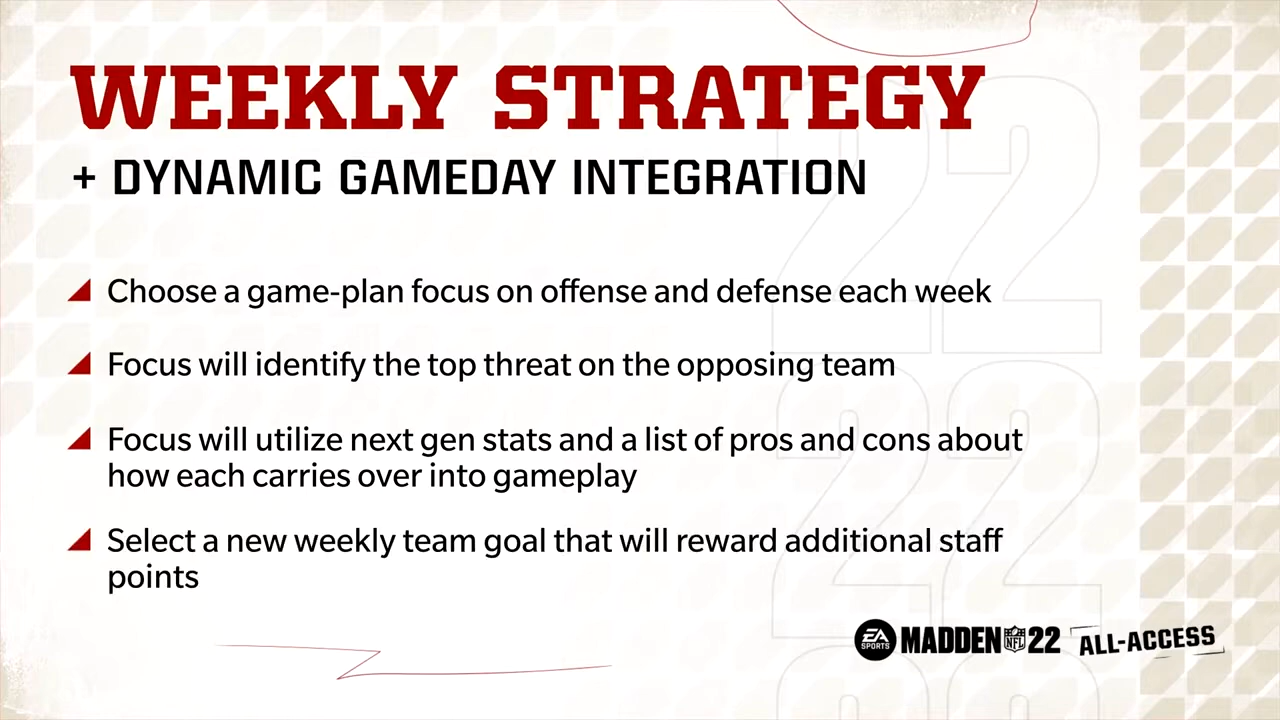 WEEKLY STRATEGY
+ DYNAMIC GAMEDAY INTEGRATION
Choose a game-plan focus on offense and defense each week
Focus will identify the top threat on the opposing team
Focus will utilize next gen stats and a list of pros and cons about
how each carries over into gameplay
Select a new weekly team goal that will reward additional staff
points
22
22
22
EA SPORTS MADDEN NFL 22 ALL-ACCESS